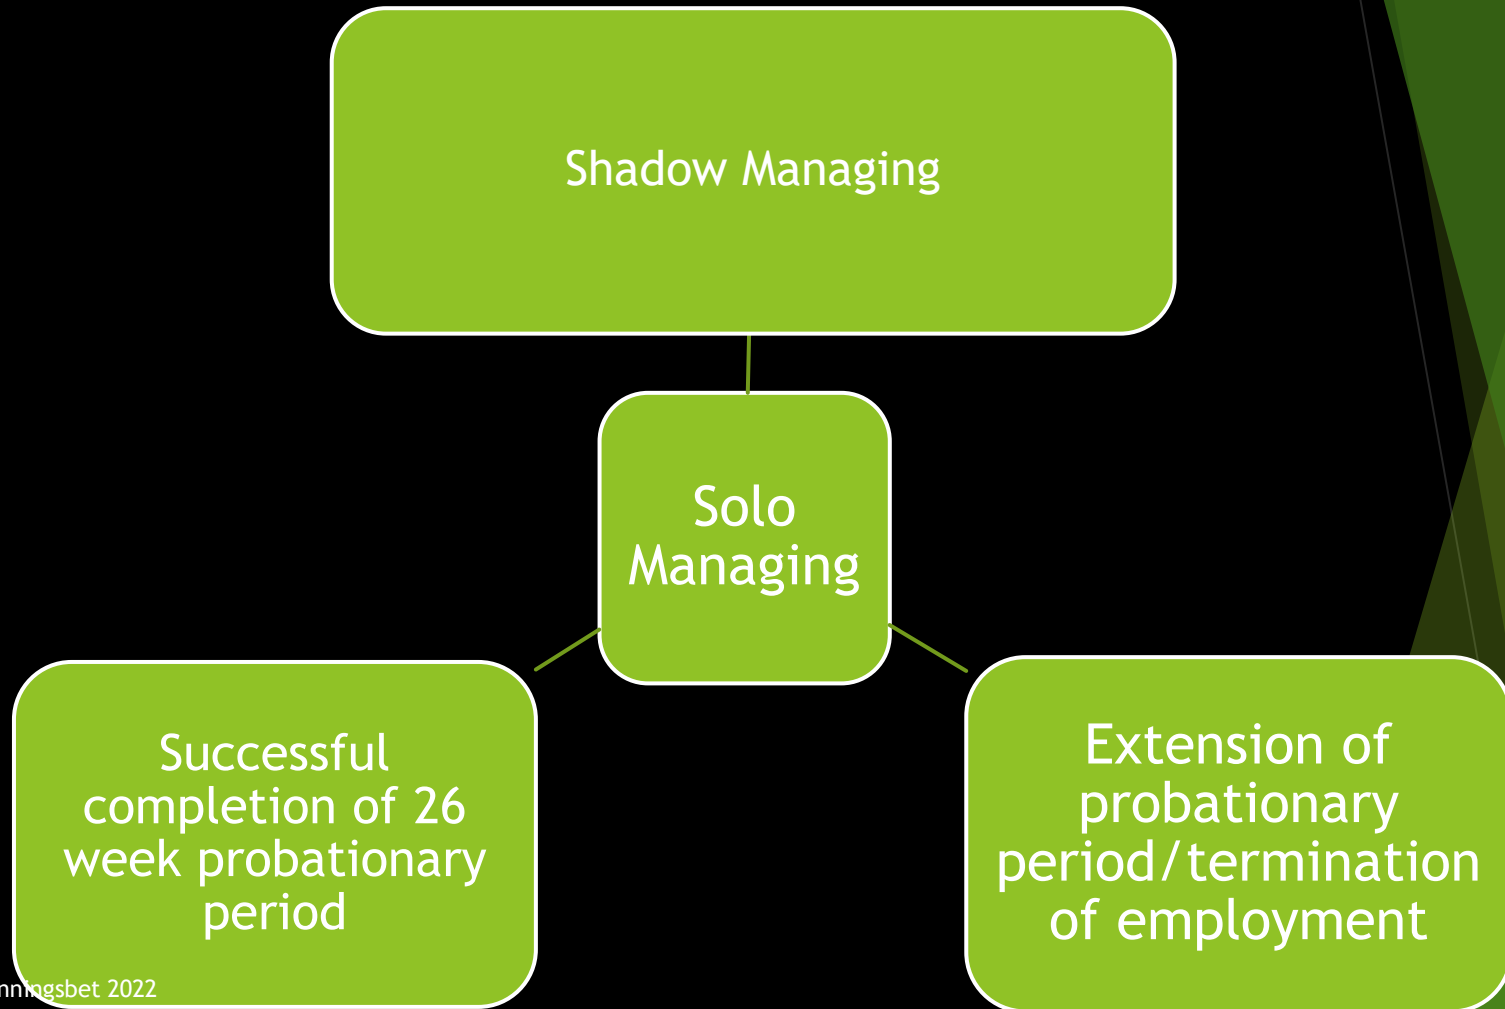 Shadow Managing
Solo
Managing
Successful
completion of 26
week probationary
period
Extension of
probationary
period/termination
of employment
2022